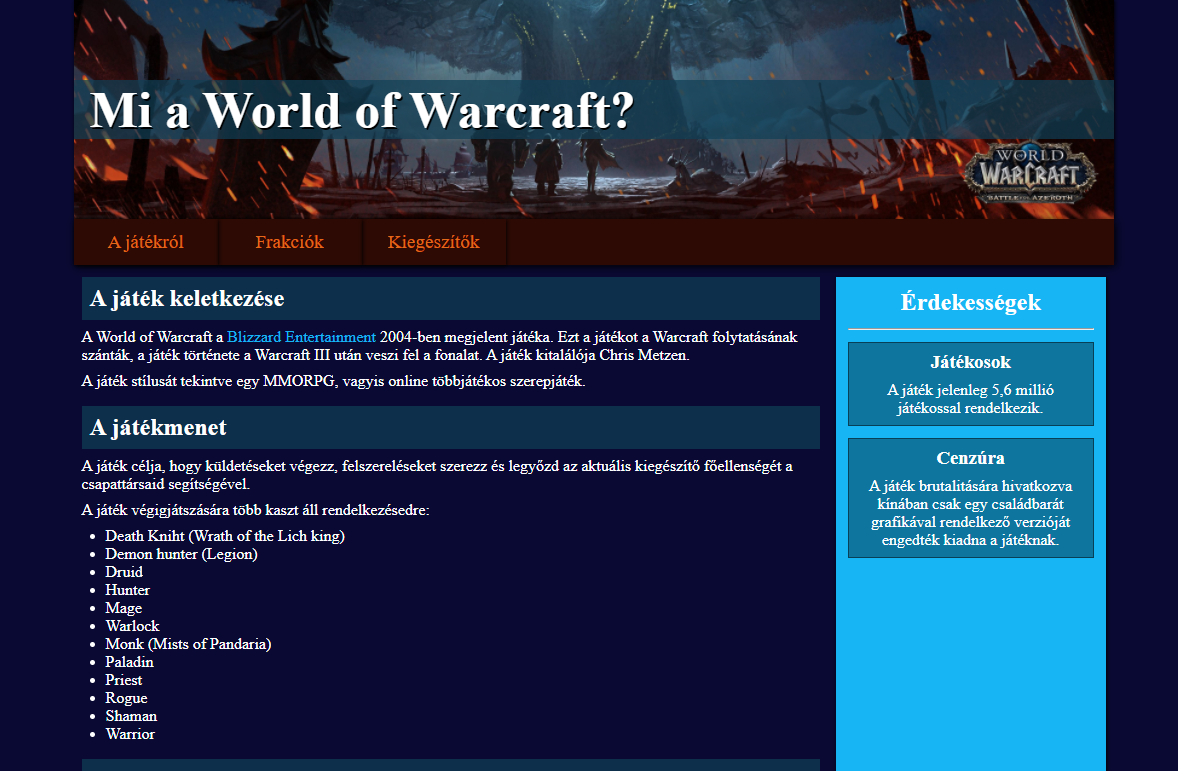 Mi a World of Warcraft?
WORLD
WARCRAFT
BATTLE FOR AZEROTH
A játékról
Frakciók
Kiegészítők
A játék keletkezése
A World of Warcraft a Blizzard Entertainment 2004-ben megjelent játéka. Ezt a játékot a Warcraft folytatásának
szánták, a játék története a Warcraft III után veszi fel a fonalat. A játék kitalálója Chris Metzen.
A játék stílusát tekintve egy MMORPG, vagyis online többjátékos szerepjáték.
A játékmenet
A játék célja, hogy küldetéseket végezz, felszereléseket szerezz és legyőzd az aktuális kiegészítő főellenségét a
csapattársaid segítségével.
A játék végigjátszására több kaszt áll rendelkezésedre:
Death Kniht (Wrath of the Lich king)
Demon hunter (Legion)
Druid
Hunter
Mage
Warlock
Monk (Mists of Pandaria)
Paladin
Priest
Rogue
Shaman
Warrior
Érdekességek
Játékosok
A játék jelenleg 5,6 millió
játékossal rendelkezik.
Cenzúra
A játék brutalitására hivatkozva
kínában csak egy családbarát
grafikával rendelkező verzióját
engedték kiadna a játéknak.